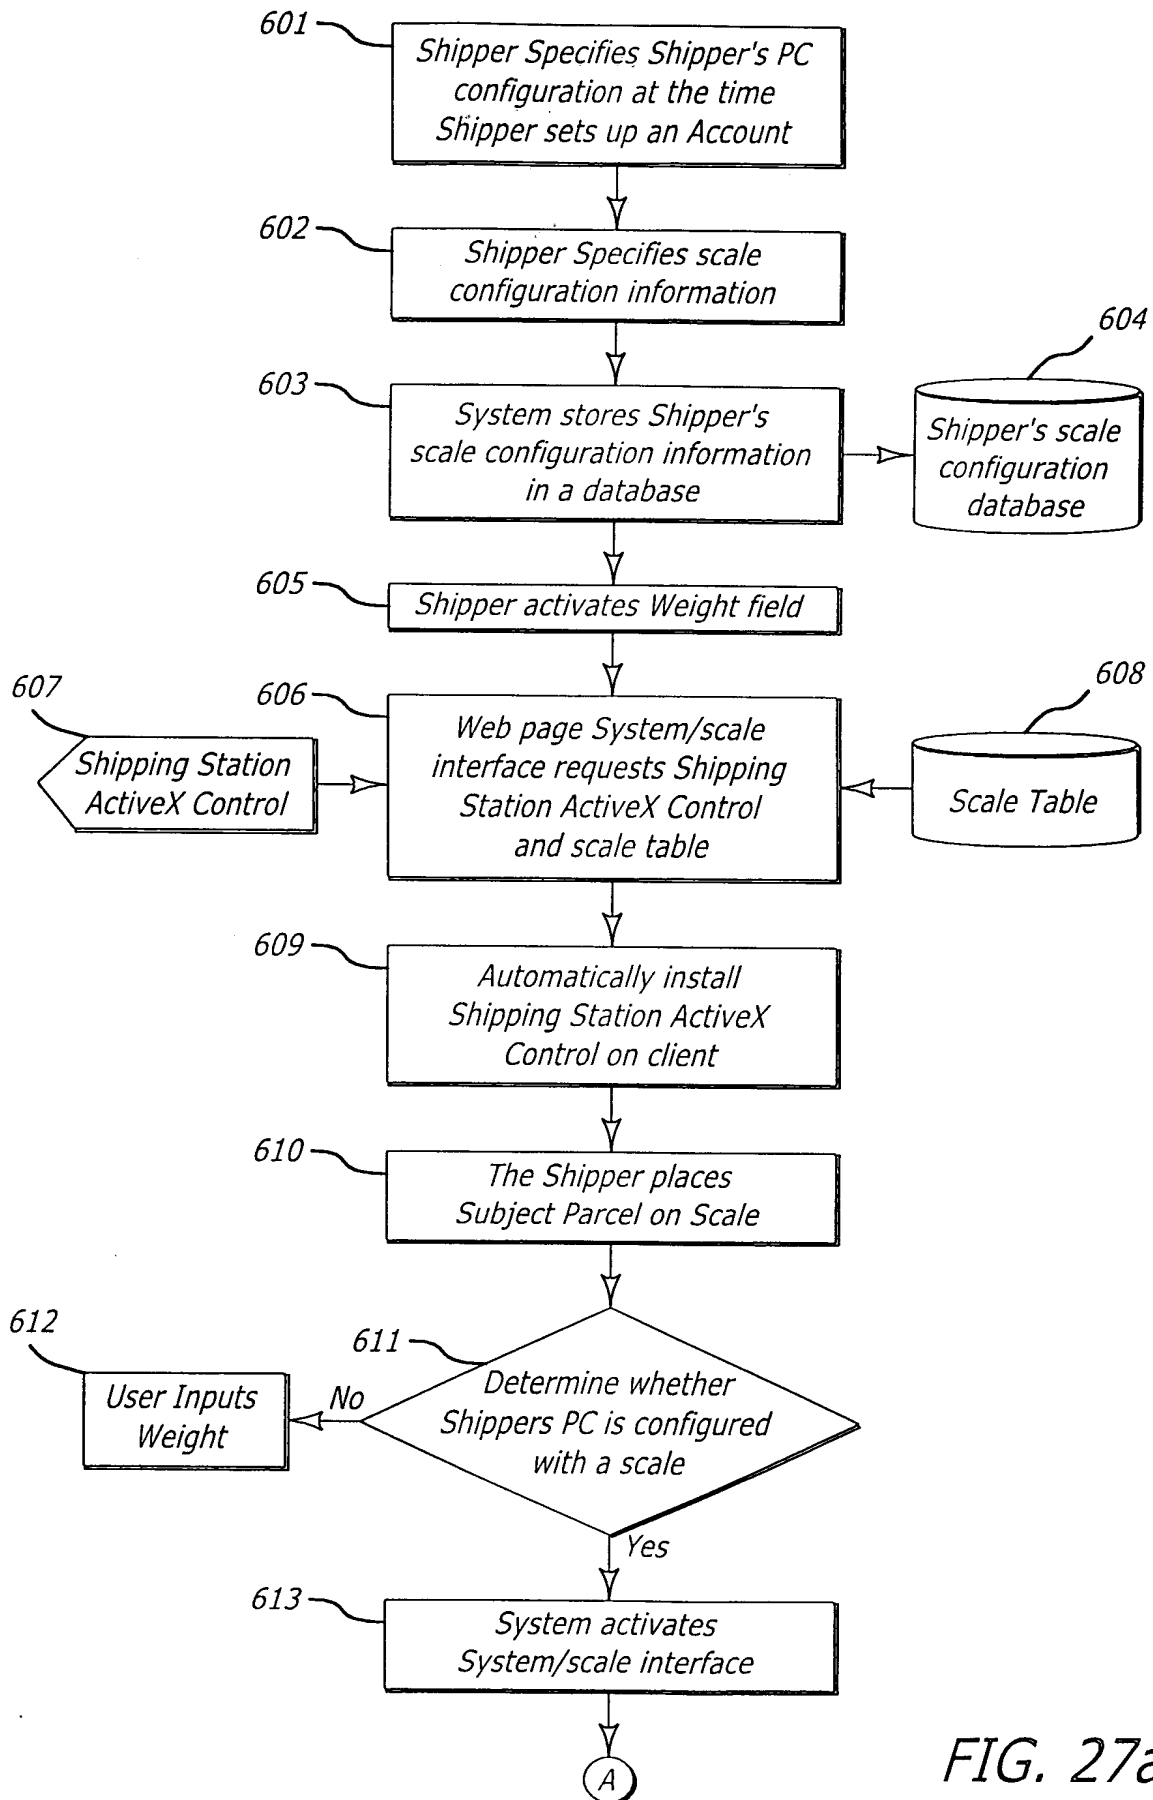 601
Shipper Specifies Shipper's PC
configuration at the time
Shipper sets up an Account
602
Shipper Specifies scale
configuration information
603
System stores Shipper's
scale configuration information
in a database
604
Shipper's scale
configuration
database
605
Shipper activates Weight field
606
Web page System/scale
interface requests Shipping
Station ActiveX Control
and scale table
607
Shipping Station
ActiveX Control
608
Scale Table
609
Automatically install
Shipping Station ActiveX
Control on client
610
The Shipper places
Subject Parcel on Scale
611
Determine whether
Shippers PC is configured
with a scale
No
612
User Inputs
Weight
Yes
613
System activates
System/scale interface
A
FIG. 27a